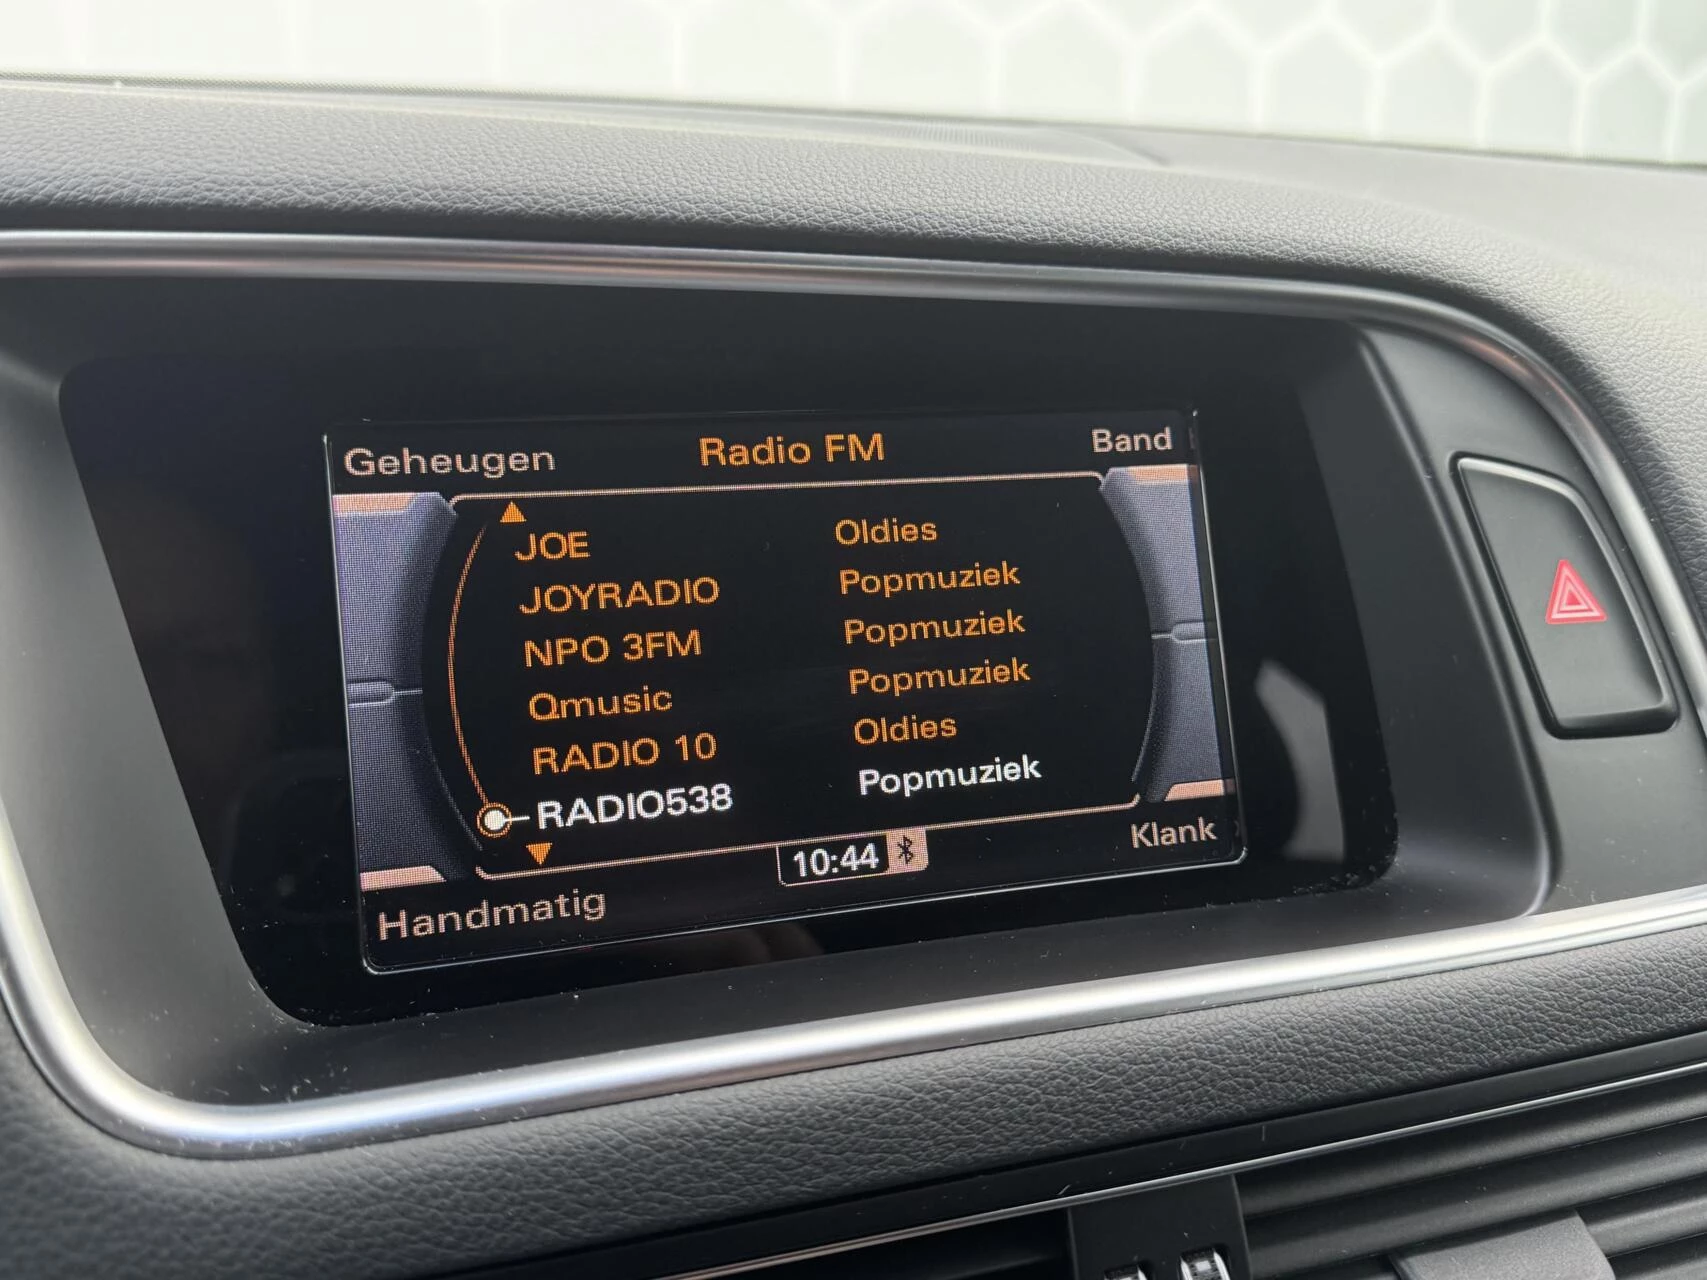 Geheugen Radio FM Band
JOE Oldies
JOYRADIO Popmuziek
NPO 3FM Popmuziek
Qmusic Popmuziek
RADIO 10 Oldies
RADIO538 Popmuziek
10:44 Klank
Handmatig